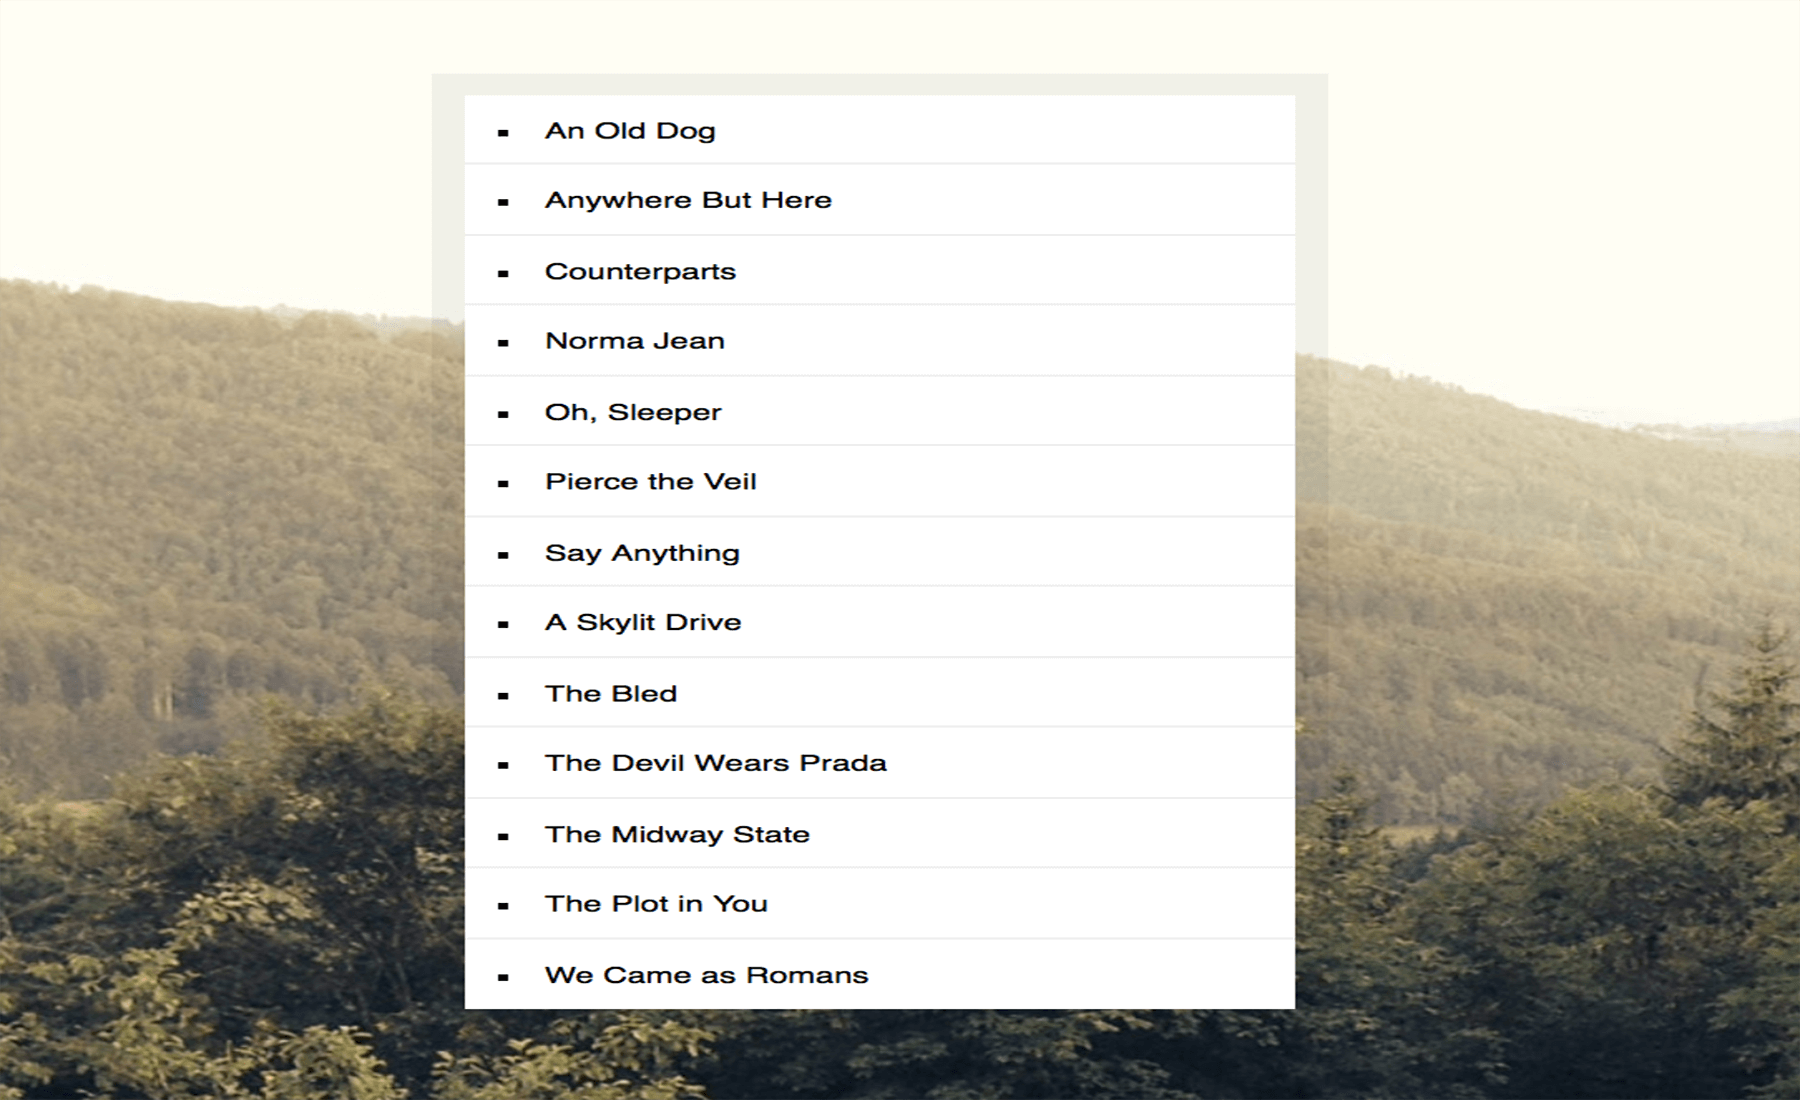 ▪ An Old Dog
▪ Anywhere But Here
▪ Counterparts
▪ Norma Jean
▪ Oh, Sleeper
▪ Pierce the Veil
▪ Say Anything
▪ A Skylit Drive
▪ The Bled
▪ The Devil Wears Prada
▪ The Midway State
▪ The Plot in You
▪ We Came as Romans